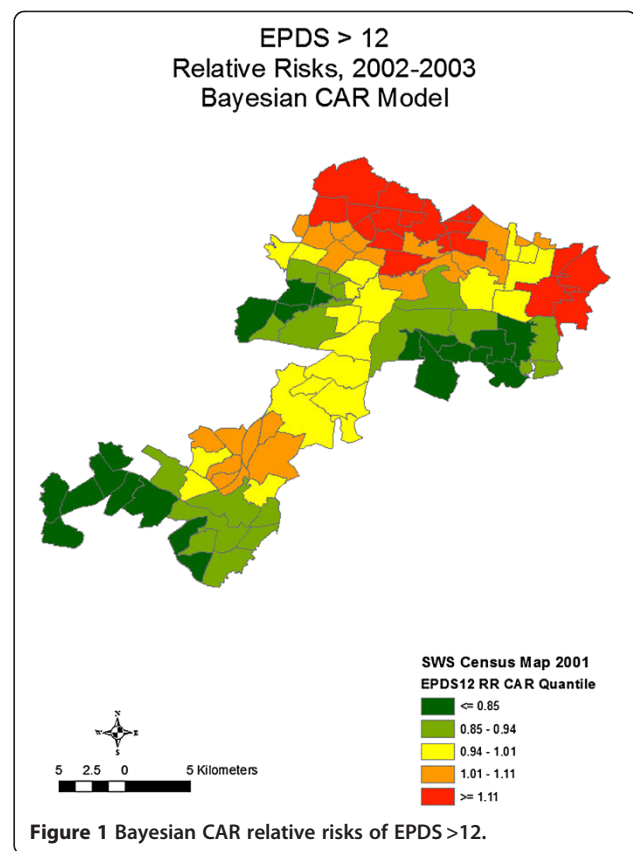 EPDS > 12
Relative Risks, 2002-2003
Bayesian CAR Model
SWS Census Map 2001
EPDS12 RR CAR Quantile
<= 0.85
0.85 - 0.94
0.94 - 1.01
1.01 - 1.11
>= 1.11
N
W E
S
5 2.5 0 5 Kilometers
Figure 1 Bayesian CAR relative risks of EPDS >12.